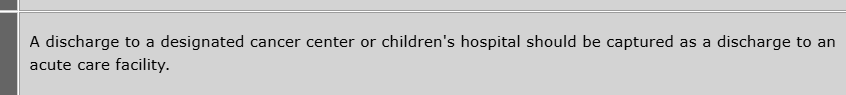 A discharge to a designated cancer center or children's hospital should be captured as a discharge to an
acute care facility.